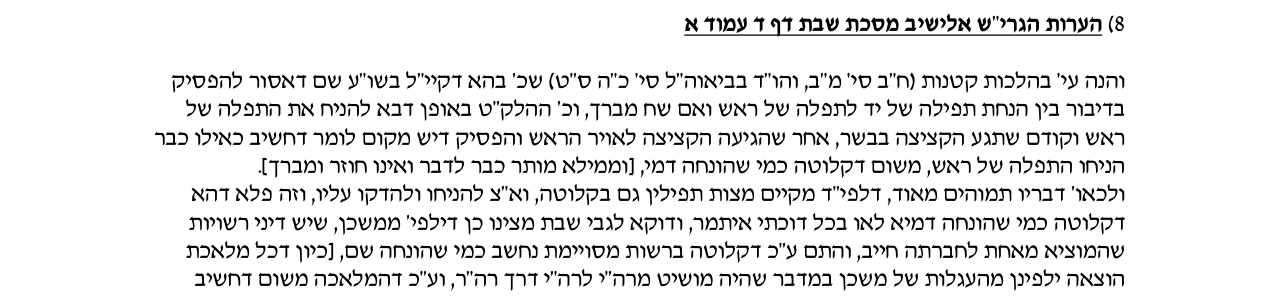 8) הערות הגרי"ש אלישיב מסכת שבת דף ד עמוד א
והנה עי' בהלכות קטנות (ח"ב סי' מ"ב, והו"ד בביאוה"ל סי' כ"ה ס"ט) שכ' בהא דקיי"ל בשו"ע שם דאסור להפסיק
בדיבור בין הנחת תפילה של יד לתפלה של ראש ואם שח מברך, וכ' ההלק"ט באופן דבא להניח את התפלה של
ראש וקודם שתגע הקציצה בבשר, אחר שהגיעה הקציצה לאויר הראש והפסיק דיש מקום לומר דחשיב כאילו כבר
הניחו התפלה של ראש, משום דקלוטה כמי שהונחה דמי, [וממילא מותר כבר לדבר ואינו חוזר ומברך].
ולכאו' דבריו תמוהים מאוד, דלפי"ד מקיים מצות תפילין גם בקלוטה, וא"צ להניחו ולהדקו עליו, וזה פלא דהא
דקלוטה כמי שהונחה דמיא לאו בכל דוכתי איתמר, ודוקא לגבי שבת מצינו כן דילפי' ממשכן, שיש דיני רשויות
שהמוציא מאחת לחברתה חייב, והתם ע"כ דקלוטה ברשות מסויימת נחשב כמי שהונחה שם, [כיון דכל מלאכת
הוצאה ילפינן מהעגלות של משכן במדבר שהיה מושיט מרה"י לרה"י דרך רה"ר, וע"כ דהמלאכה משום דחשיב